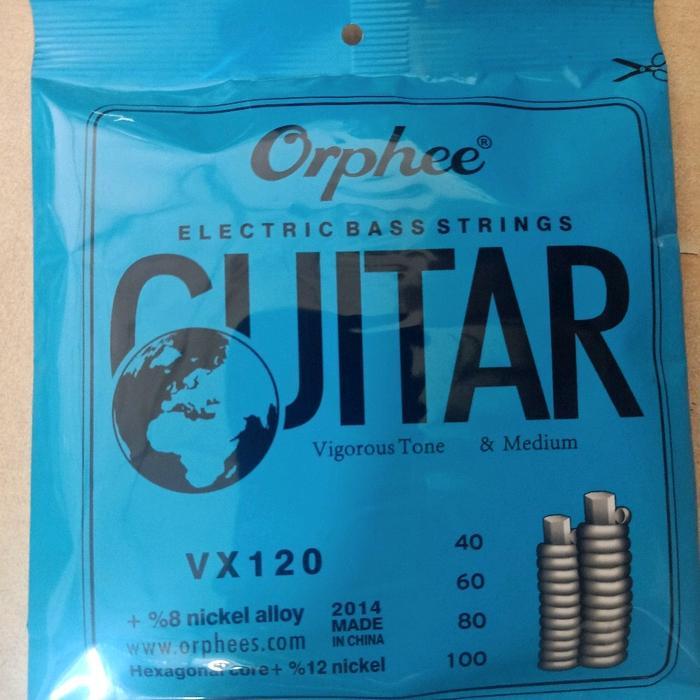 Orphee®
ELECTRIC BASS STRINGS
GUITAR
Vigorous Tone & Medium
VX120
40
60
80
100
+ %8 nickel alloy
www.orphees.com
Hexagonal core+ %12 nickel
2014
MADE
IN CHINA